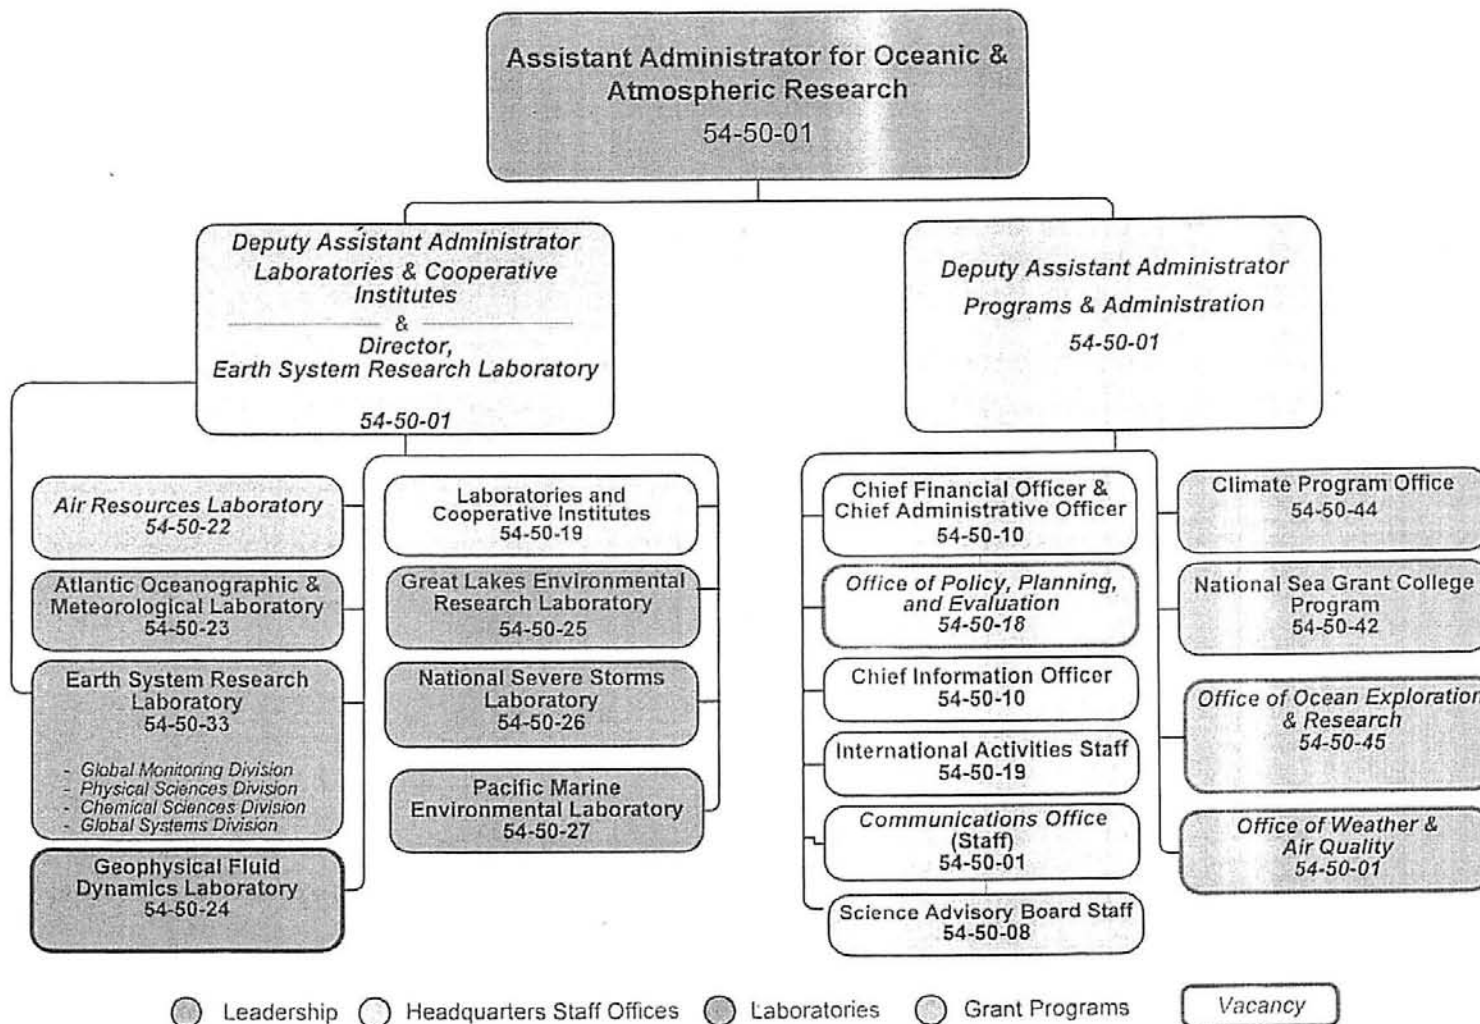 Assistant Administrator for Oceanic &
Atmospheric Research
54-50-01
Deputy Assistant Administrator
Laboratories & Cooperative
Institutes
&
Director,
Earth System Research Laboratory
54-50-01
Deputy Assistant Administrator
Programs & Administration
54-50-01
Air Resources Laboratory
54-50-22
Atlantic Oceanographic &
Meteorological Laboratory
54-50-23
Earth System Research
Laboratory
54-50-33
- Global Monitoring Division
- Physical Sciences Division
- Chemical Sciences Division
- Global Systems Division
Geophysical Fluid
Dynamics Laboratory
54-50-24
Laboratories and
Cooperative Institutes
54-50-19
Great Lakes Environmental
Research Laboratory
54-50-25
National Severe Storms
Laboratory
54-50-26
Pacific Marine
Environmental Laboratory
54-50-27
Chief Financial Officer &
Chief Administrative Officer
54-50-10
Office of Policy, Planning,
and Evaluation
54-50-18
Chief Information Officer
54-50-10
International Activities Staff
54-50-19
Communications Office
(Staff)
54-50-01
Science Advisory Board Staff
54-50-08
Climate Program Office
54-50-44
National Sea Grant College
Program
54-50-42
Office of Ocean Exploration
& Research
54-50-45
Office of Weather &
Air Quality
54-50-01
Leadership
Headquarters Staff Offices
Laboratories
Grant Programs
Vacancy